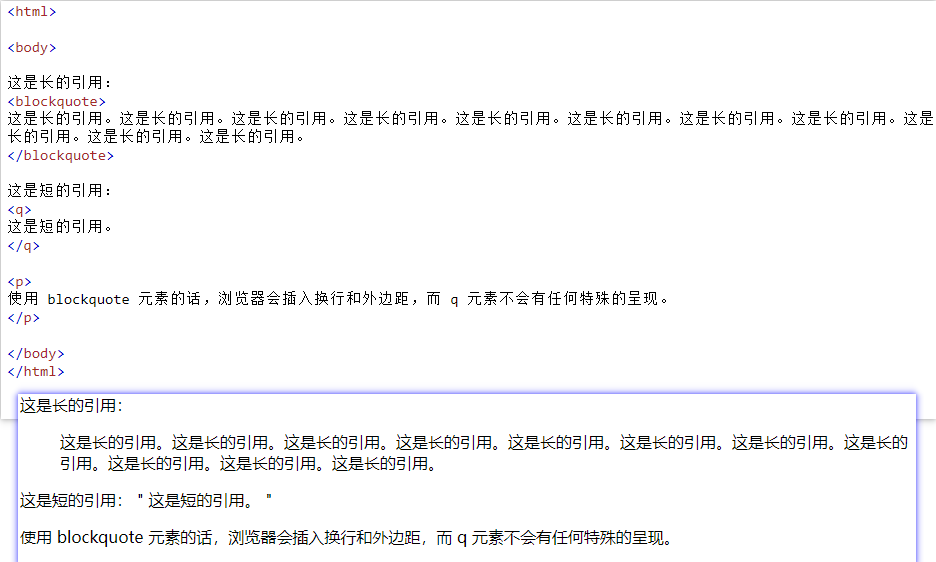 <html>
<body>
这是长的引用：
<blockquote>
这是长的引用。这是长的引用。这是长的引用。这是长的引用。这是长的引用。这是长的引用。这是长的引用。这是长的引用。这是
长的引用。这是长的引用。这是长的引用。
</blockquote>
这是短的引用：
<q>
这是短的引用。
</q>
<p>
使用 blockquote 元素的话，浏览器会插入换行和外边距，而 q 元素不会有任何特殊的呈现。
</p>
</body>
</html>
这是长的引用：
这是长的引用。这是长的引用。这是长的引用。这是长的引用。这是长的引用。这是长的引用。这是长的引用。这是长的
引用。这是长的引用。这是长的引用。这是长的引用。
这是短的引用： " 这是短的引用。 "
使用 blockquote 元素的话，浏览器会插入换行和外边距，而 q 元素不会有任何特殊的呈现。